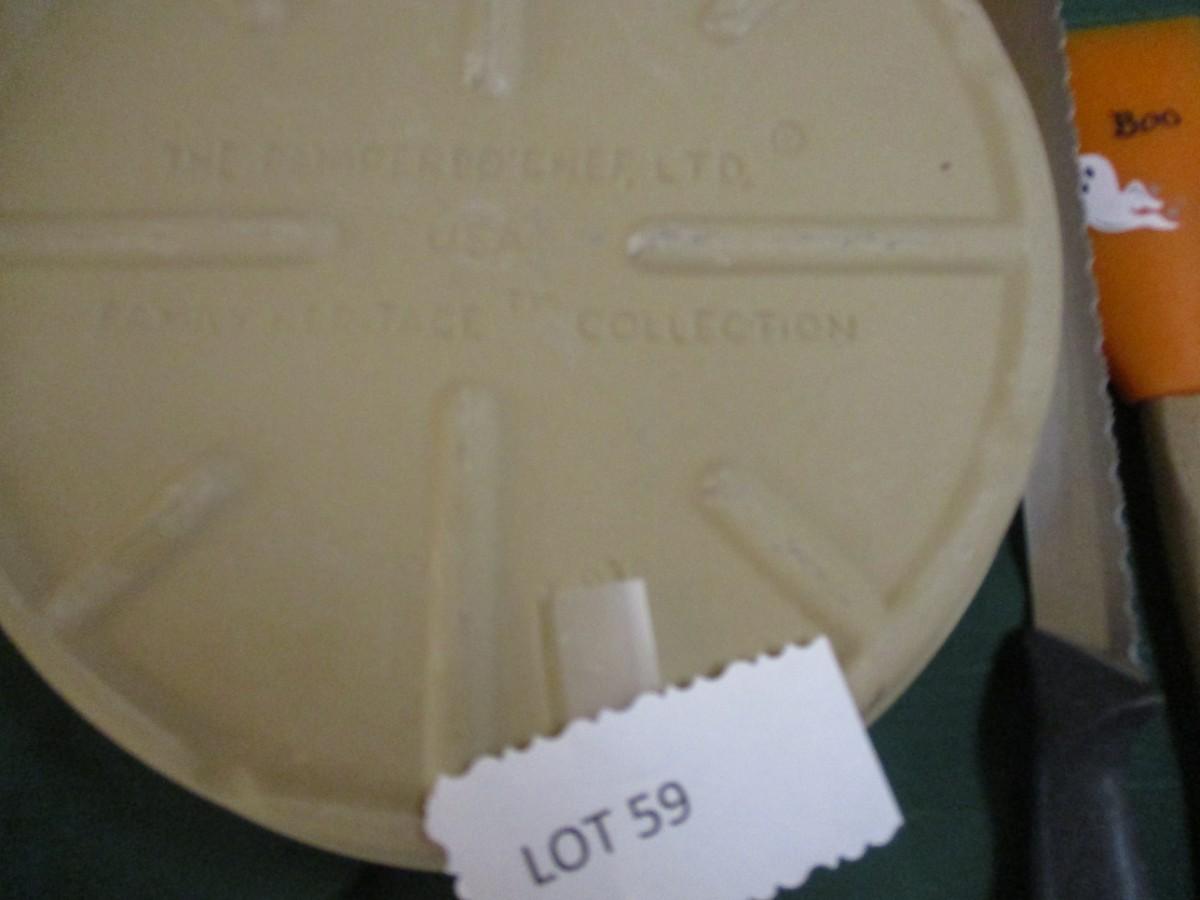 THE PAMPERED CHEF, LTD. ®
USA
FAMILY HERITAGE ™ COLLECTION
LOT 59
Boo